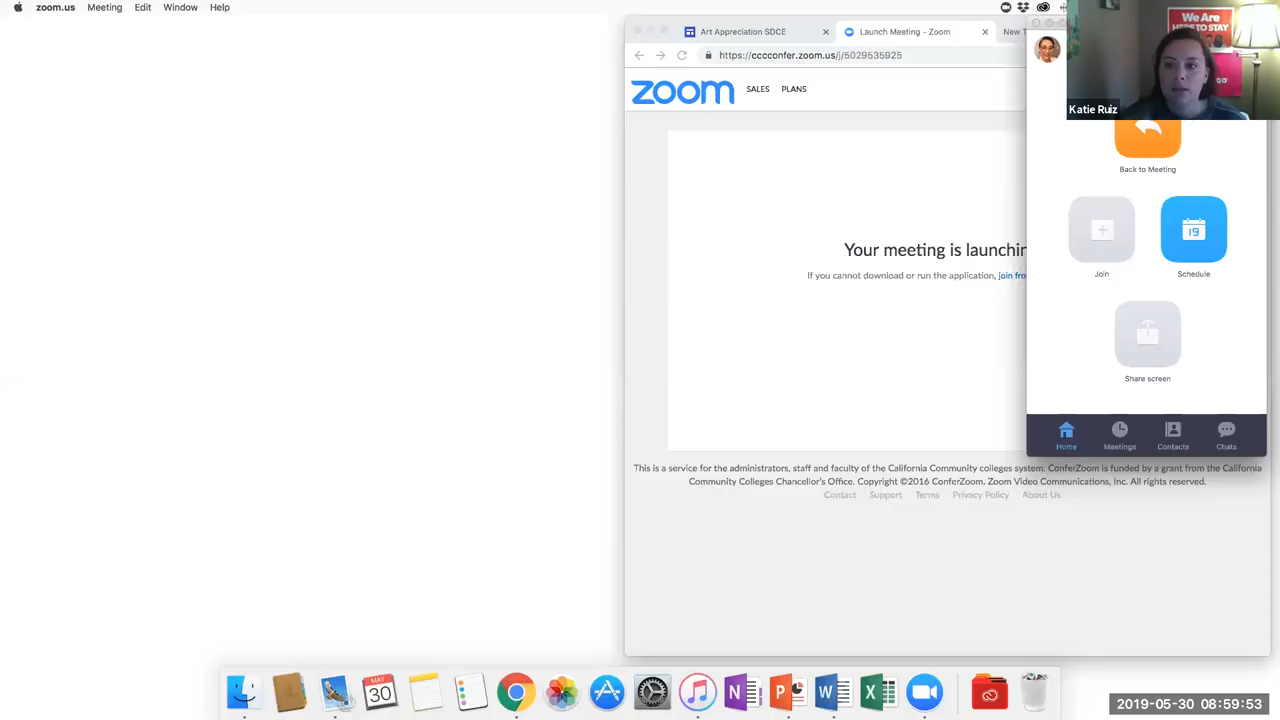 zoom.us Meeting Edit Window Help
Art Appreciation SDCE
Launch Meeting - Zoom
New T
https://cccconfer.zoom.us/j/5029535925
zoom
SALES PLANS
We Are
HERE TO STAY
Katie Ruiz
Back to Meeting
19
Join
Schedule
Share screen
Home
Meetings
Contacts
Chats
Your meeting is launchin
If you cannot download or run the application, join fro
This is a service for the administrators, staff and faculty of the California Community colleges system. ConferZoom is funded by a grant from the California
Community Colleges Chancellor's Office. Copyright ©2016 ConferZoom. Zoom Video Communications, Inc. All rights reserved.
Contact Support Terms Privacy Policy About Us
MAY
30
N
P
W
X
2019-05-30 08:59:53